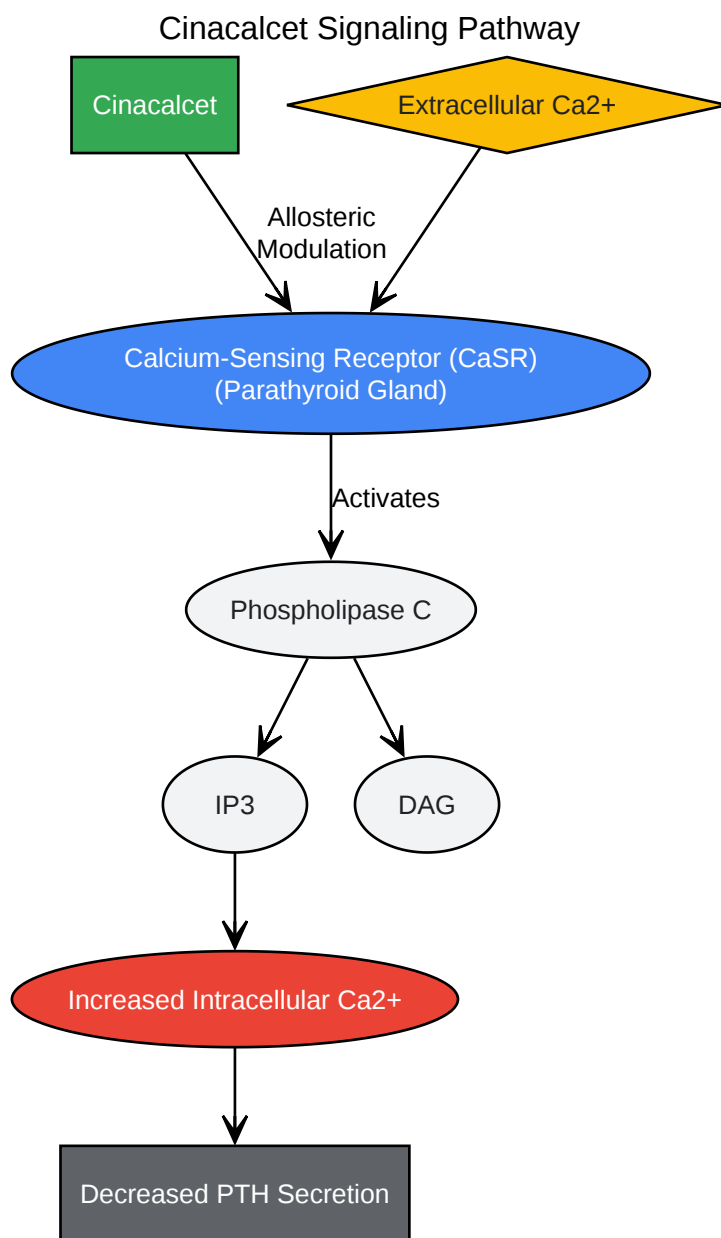 Cinacalcet Signaling Pathway
Cinacalcet
Extracellular Ca2+
Allosteric
Modulation
Calcium-Sensing Receptor (CaSR)
(Parathyroid Gland)
Activates
Phospholipase C
IP3
DAG
Increased Intracellular Ca2+
Decreased PTH Secretion